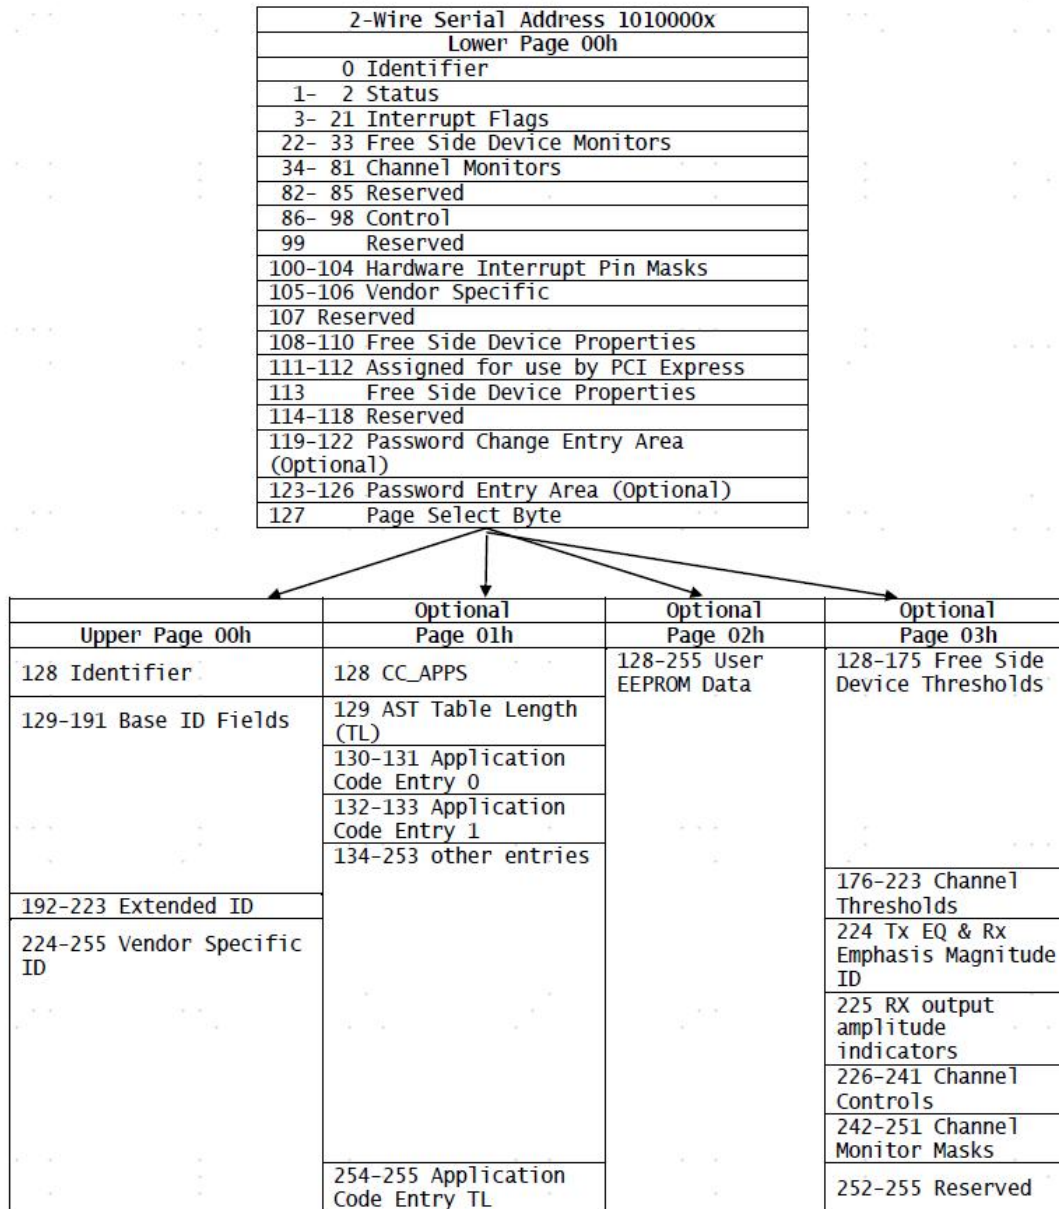 2-Wire Serial Address 1010000x
Lower Page 00h
0 Identifier
1- 2 Status
3- 21 Interrupt Flags
22- 33 Free Side Device Monitors
34- 81 Channel Monitors
82- 85 Reserved
86- 98 Control
99 Reserved
100-104 Hardware Interrupt Pin Masks
105-106 Vendor Specific
107 Reserved
108-110 Free Side Device Properties
111-112 Assigned for use by PCI Express
113 Free Side Device Properties
114-118 Reserved
119-122 Password Change Entry Area
(Optional)
123-126 Password Entry Area (Optional)
127 Page Select Byte
Upper Page 00h
128 Identifier
129-191 Base ID Fields
192-223 Extended ID
224-255 Vendor Specific
ID
Optional
Page 01h
128 CC_APPS
129 AST Table Length
(TL)
130-131 Application
Code Entry 0
132-133 Application
Code Entry 1
134-253 other entries
254-255 Application
Code Entry TL
Optional
Page 02h
128-255 User
EEPROM Data
Optional
Page 03h
128-175 Free Side
Device Thresholds
176-223 Channel
Thresholds
224 Tx EQ & Rx
Emphasis Magnitude
ID
225 RX output
amplitude
indicators
226-241 Channel
Controls
242-251 Channel
Monitor Masks
252-255 Reserved